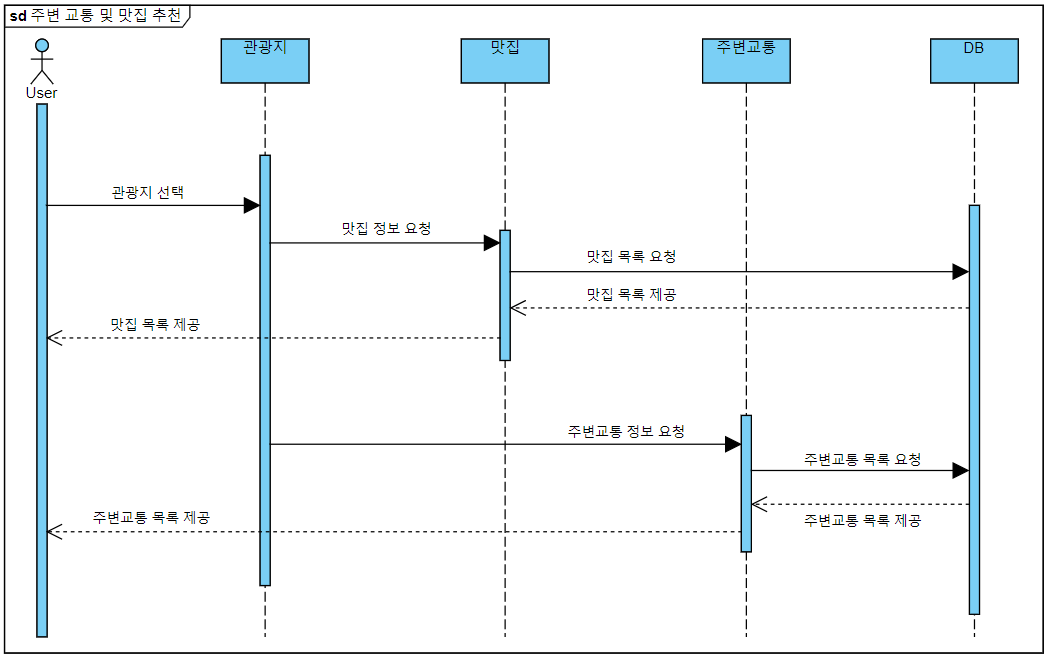 sd 주변 교통 및 맛집 추천
User
관광지
맛집
주변교통
DB
관광지 선택
맛집 정보 요청
맛집 목록 요청
맛집 목록 제공
맛집 목록 제공
주변교통 정보 요청
주변교통 목록 요청
주변교통 목록 제공
주변교통 목록 제공